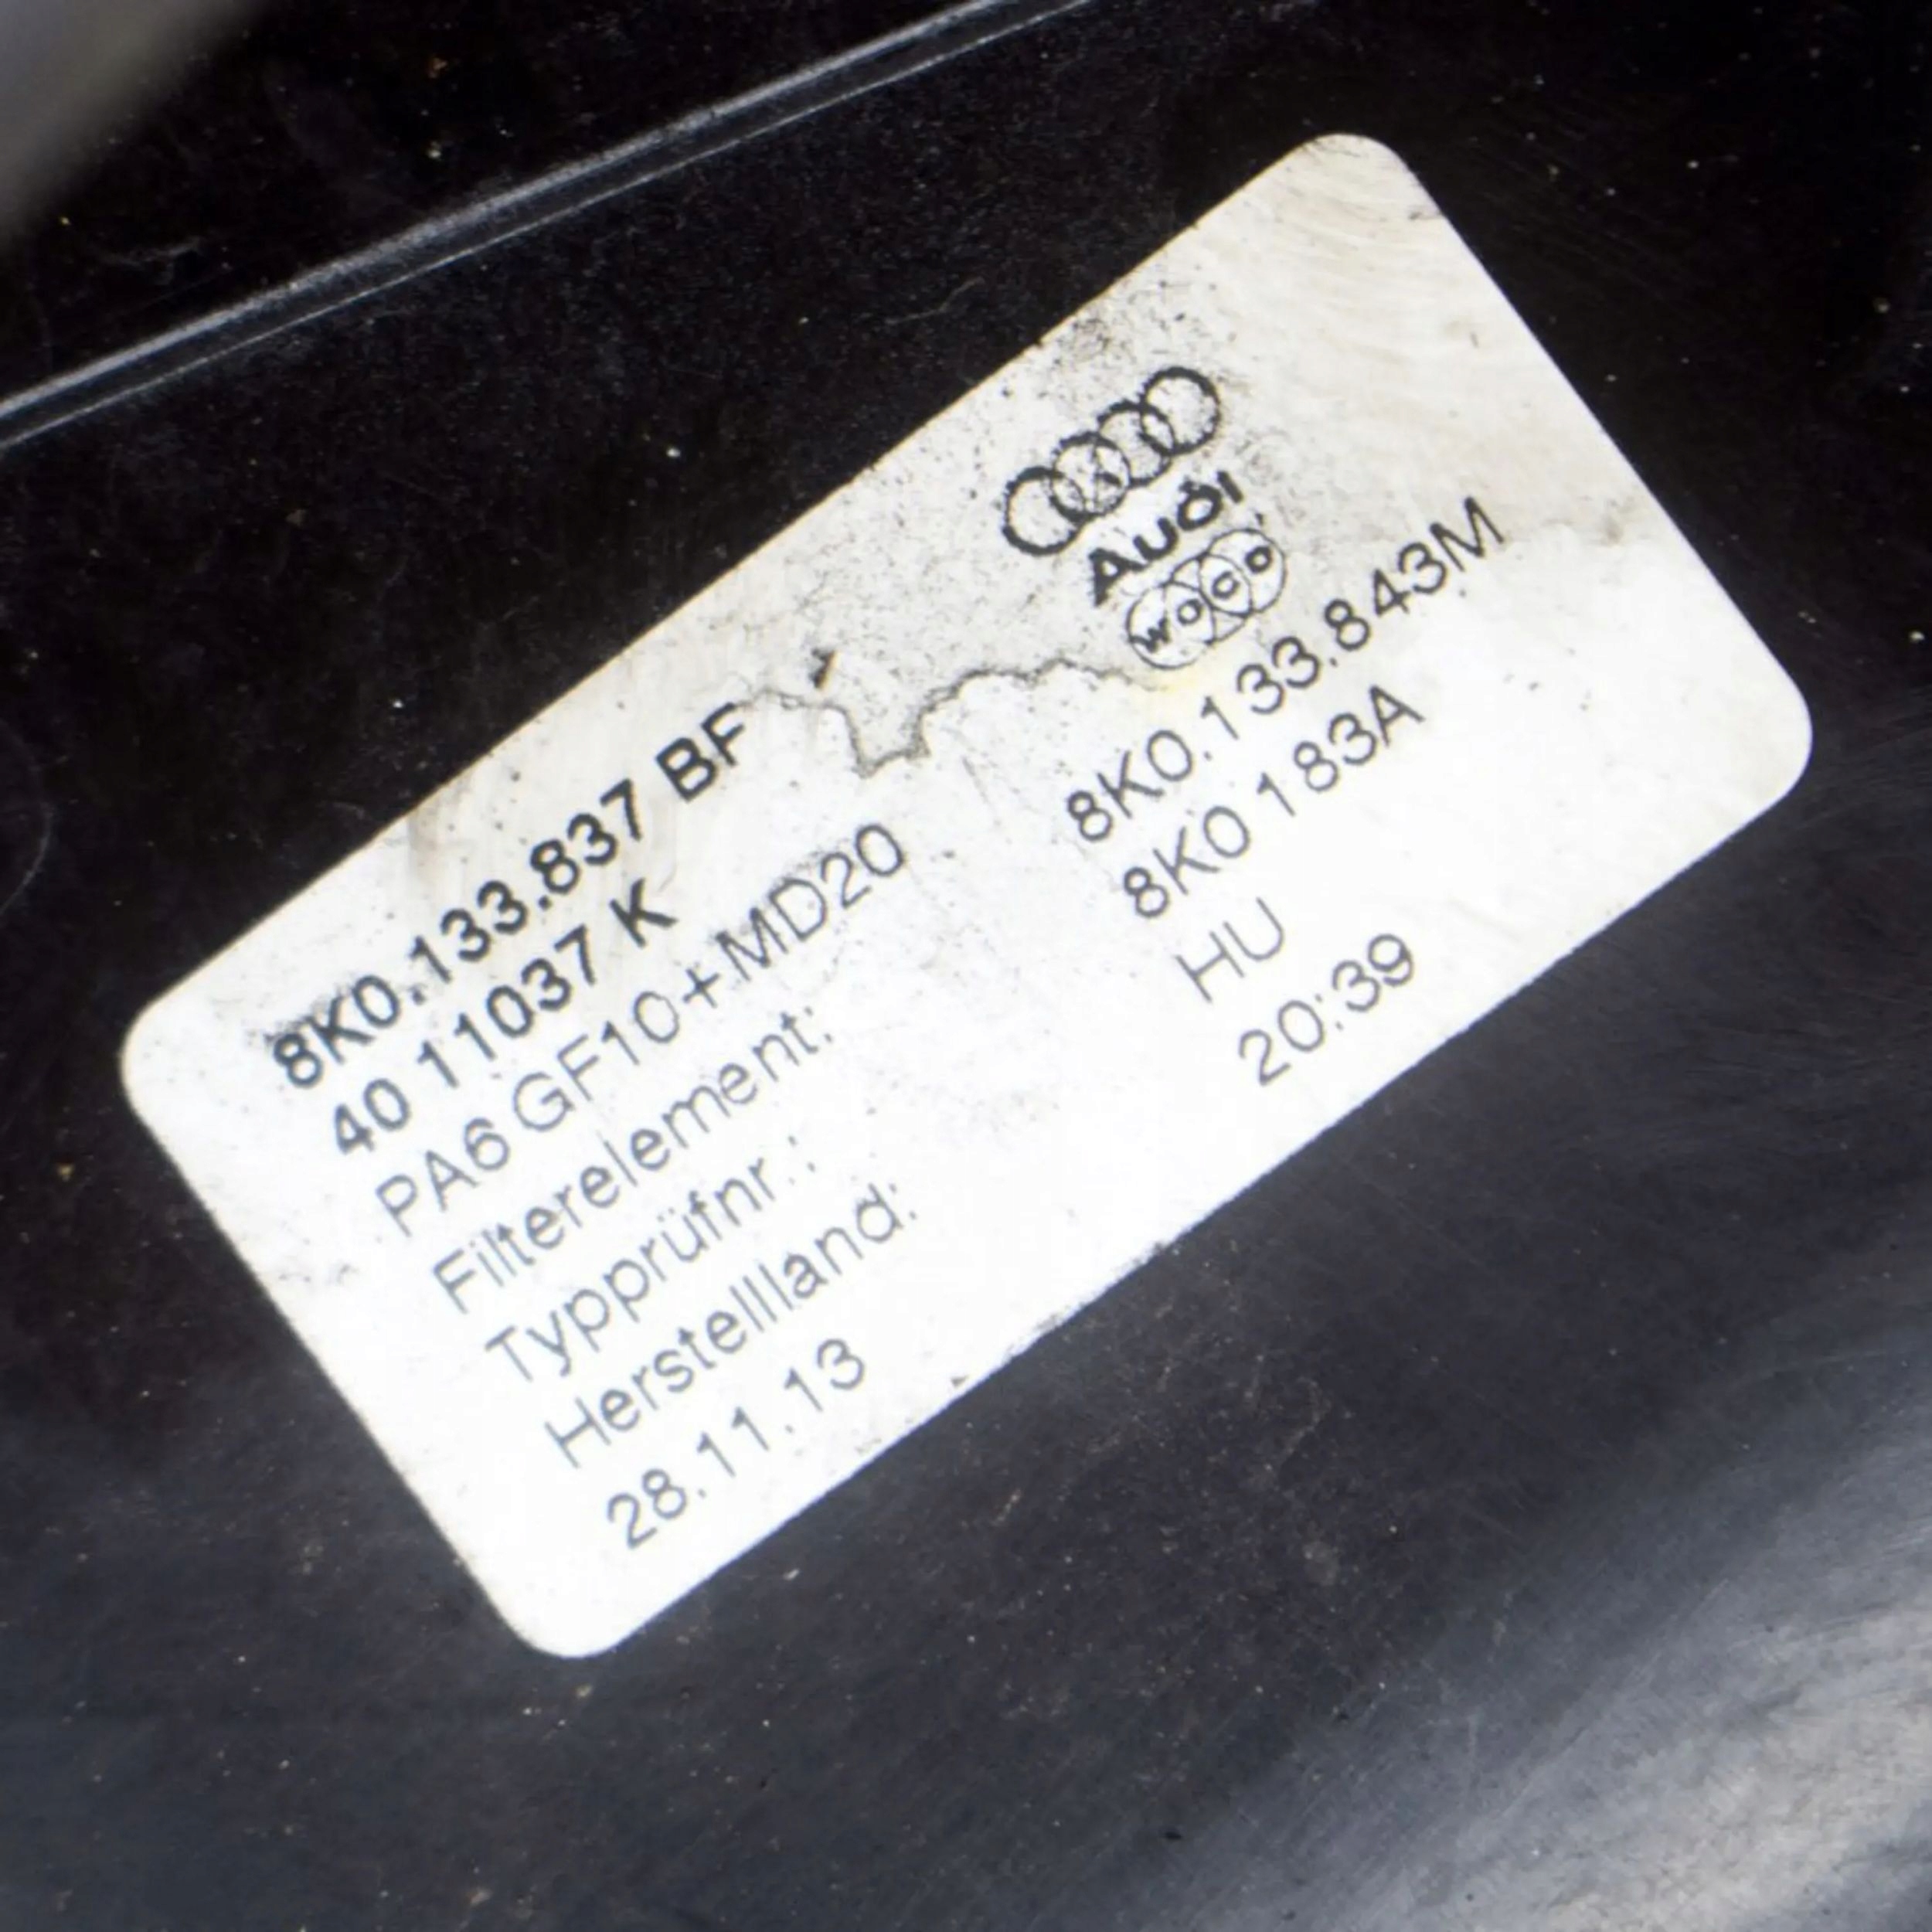 Audi
woco
8K0.133.837 BF
40 11037 K
PA6 GF10+MD20
Filterelement: 8K0.133.843M
Typprüfnr.: 8K0 183A
Herstellland: HU
28.11.13 20:39